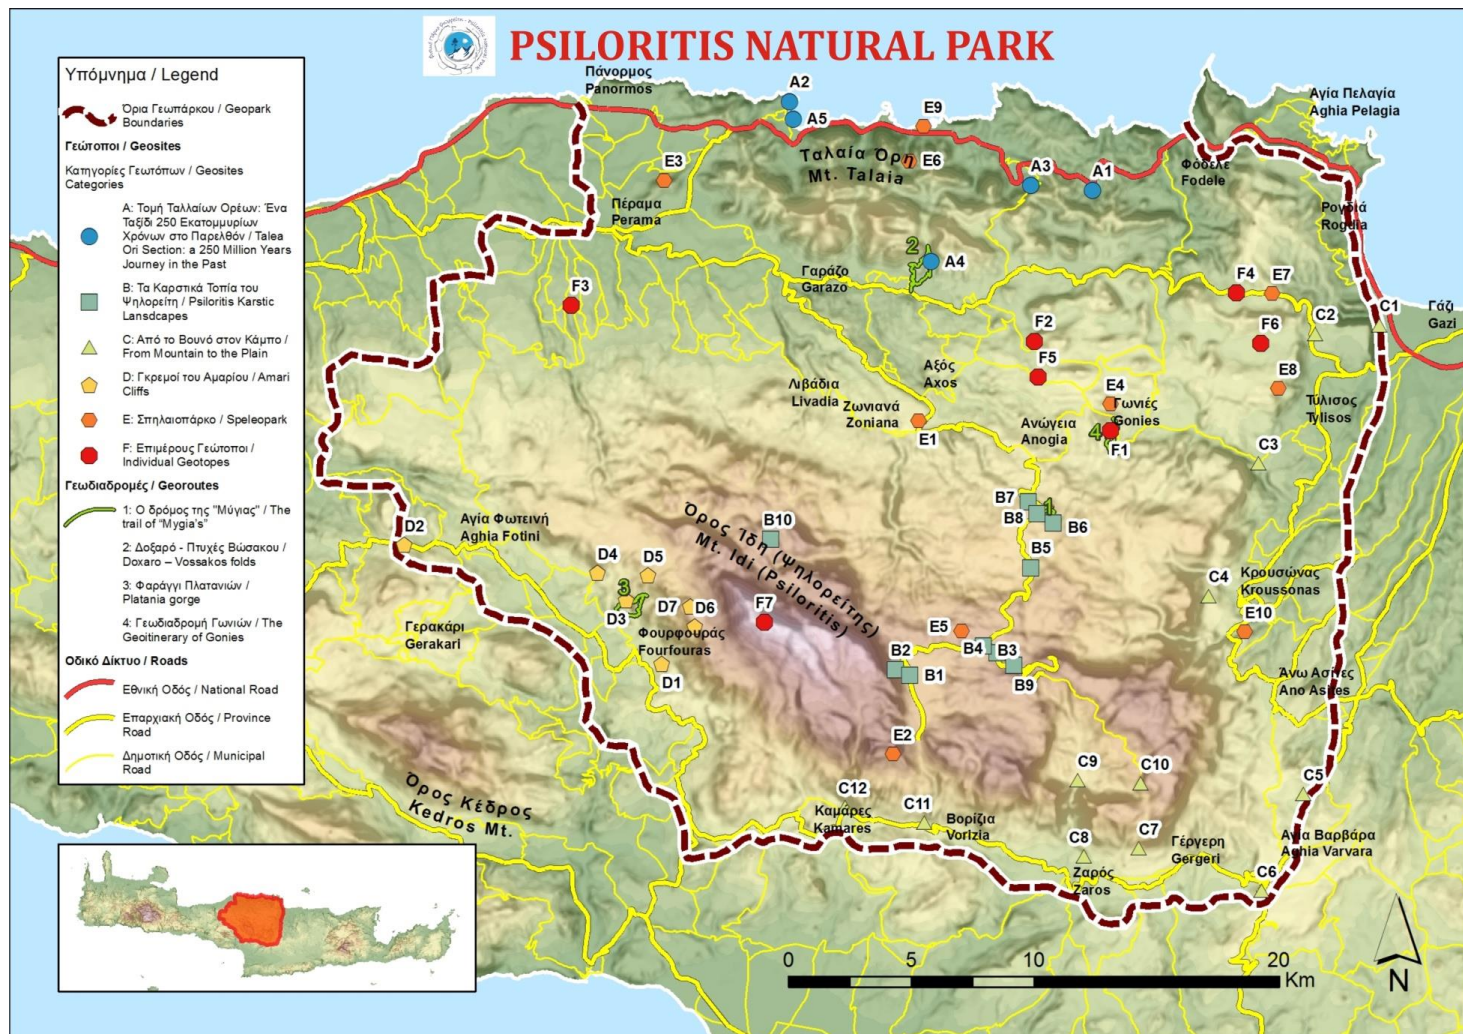 PSILORITIS NATURAL PARK
Υπόμνημα / Legend
Όρια Γεωπάρκου / Geopark
Boundaries
Γεώτοποι / Geosites
Κατηγορίες Γεωτόπων / Geosites
Categories
Α: Τομή Ταλλαίων Ορέων: Ένα
Ταξίδι 250 Εκατομμυρίων
Χρόνων στο Παρελθόν / Talea
Ori Section: a 250 Million Years
Journey in the Past
Β: Τα Καρστικά Τοπία του
Ψηλορείτη / Psiloritis Karstic
Lansdcapes
C: Από το Βουνό στον Κάμπο /
From Mountain to the Plain
D: Γκρεμοί του Αμαρίου / Amari
Cliffs
E: Σπηλαιοπάρκο / Speleopark
F: Επιμέρους Γεώτοποι /
Individual Geotopes
Γεωδιαδρομές / Georoutes
1: Ο δρόμος της "Μύγιας" / The
trail of "Mygia's"
2: Δοξαρό - Πτυχές Βώσακου /
Doxaro – Vossakos folds
3: Φαράγγι Πλατανιών /
Platania gorge
4: Γεωδιαδρομή Γωνιών / The
Geoitinerary of Gonies
Οδικό Δίκτυο / Roads
Εθνική Οδός / National Road
Επαρχιακή Οδός / Province
Road
Δημοτική Οδός / Municipal
Road
Πάνορμος
Panormos
A2
A5
E9
Αγία Πελαγία
Aghia Pelagia
E3
Ταλαία Όρη
Mt. Talaia
E6
A3
A1
Φόδελε
Fodele
Πέραμα
Perama
Ρογδιά
Rogdia
2
A4
Γαράζο
Garazo
F3
F4
E7
C2
C1
Γάζι
Gazi
F2
F5
F6
E8
Αξός
Axos
Λιβάδια
Livadia
Ζωνιανά
Zoniana
E1
E4
Γωνιές
Gonies
4
F1
Ανώγεια
Anogia
Τύλισος
Tylisos
C3
D2
Αγία Φωτεινή
Aghia Fotini
Όρος Ίδη (Ψηλορείτης)
Mt. Idi (Psiloritis)
B10
B7
1
B8
B6
B5
D4
D5
3
D3
D7
D6
F7
C4
Κρουσώνας
Kroussonas
E10
Γερακάρι
Gerakari
Φουρφουράς
Fourfouras
D1
E5
B4
B3
B2
B1
B9
Άνω Ασίτες
Ano Asites
E2
Όρος Κέδρος
Kedros Mt.
C12
Καμάρες
Kamares
C11
Βορίζια
Vorizia
C9
C10
C5
C8
C7
Γέργερη
Gergeri
Αγία Βαρβάρα
Aghia Varvara
Ζαρός
Zaros
C6
0
5
10
20
Km
N